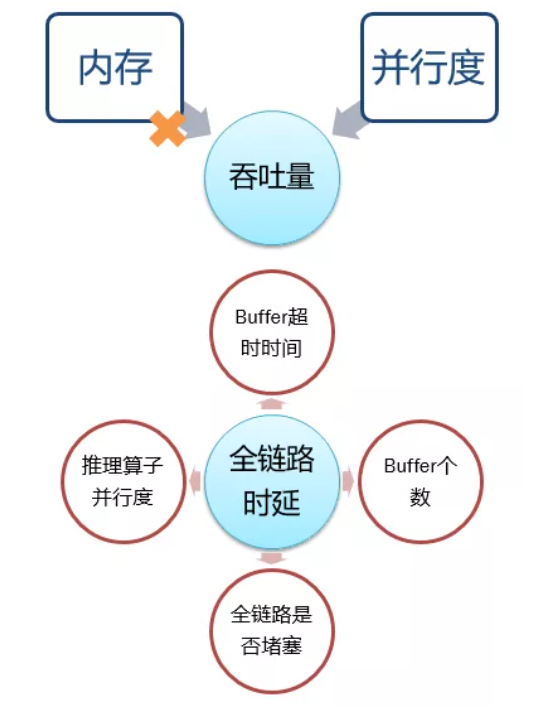 内存
并行度
吞吐量
Buffer超
时时间
推理算子
并行度
全链路
时延
Buffer个
数
全链路是
否堵塞